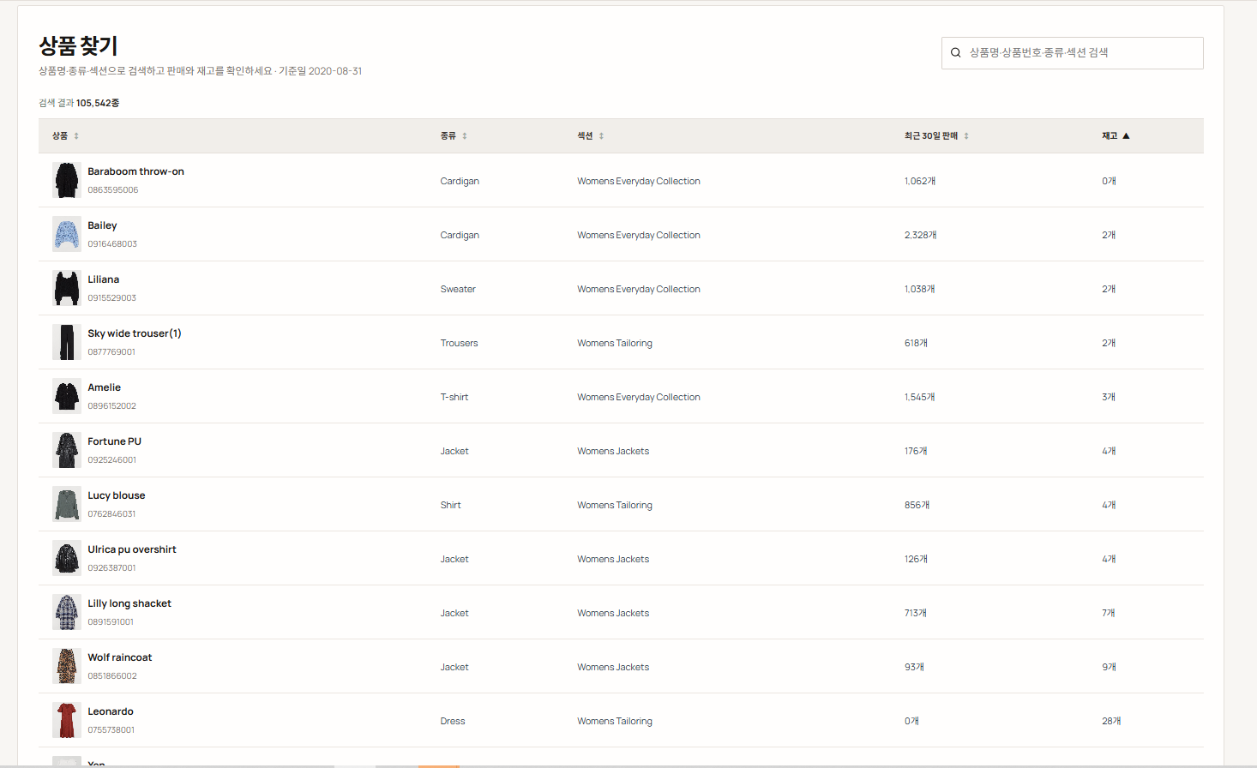 상품 찾기
상품명·상품번호·종류·섹션 검색
상품명·종류·섹션으로 검색하고 판매와 재고를 확인하세요 · 기준일 2020-08-31
검색 결과 105,542종
상품 ↕ 종류 ↕ 섹션 ↕ 최근 30일 판매 ↕ 재고 ▲
Baraboom throw-on
0863595006
Cardigan Womens Everyday Collection 1,062개 0개
Bailey
0916468003
Cardigan Womens Everyday Collection 2,328개 2개
Liliana
0915529003
Sweater Womens Everyday Collection 1,038개 2개
Sky wide trouser(1)
0877769001
Trousers Womens Tailoring 618개 2개
Amelie
0896152002
T-shirt Womens Everyday Collection 1,545개 3개
Fortune PU
0925246001
Jacket Womens Jackets 176개 4개
Lucy blouse
0762846031
Shirt Womens Tailoring 856개 4개
Ulrica pu overshirt
0926387001
Jacket Womens Jackets 126개 4개
Lilly long shacket
0891591001
Jacket Womens Jackets 713개 7개
Wolf raincoat
0851866002
Jacket Womens Jackets 93개 9개
Leonardo
0755738001
Dress Womens Tailoring 0개 28개